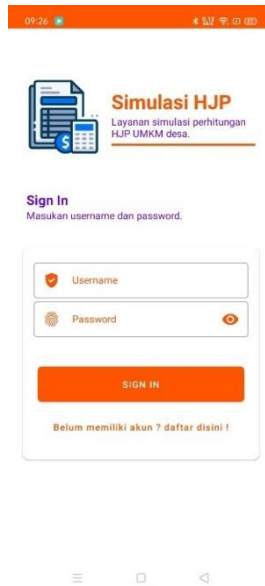 09:26
Simulasi HJP
Layanan simulasi perhitungan
HJP UMKM desa.
Sign In
Masukan username dan password.
Username
Password
SIGN IN
Belum memiliki akun ? daftar disini !